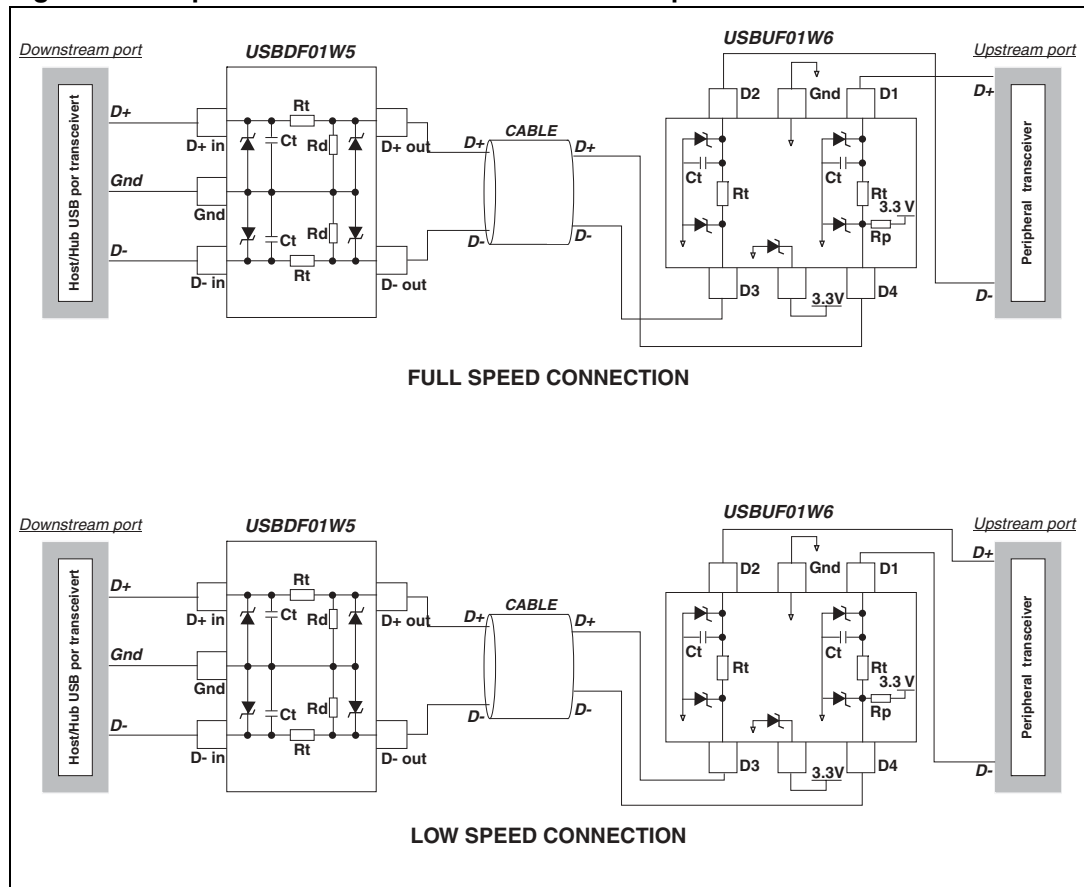 Downstream port
USBDF01W5
USBUF01W6
Upstream port
Host/Hub USB por transceivert
D+
Gnd
D-
D+ in
Gnd
D- in
Rt
Ct
Rd
Rd
Ct
Rt
D+ out
D- out
CABLE
D+
D+
D-
D-
D2
Gnd
D1
Ct
Rt
Ct
Rt
3.3 V
Rp
D3
3.3V
D4
D+
D-
Peripheral transceiver
FULL SPEED CONNECTION
Downstream port
USBDF01W5
USBUF01W6
Upstream port
Host/Hub USB por transceivert
D+
Gnd
D-
D+ in
Gnd
D- in
Rt
Ct
Rd
Rd
Ct
Rt
D+ out
D- out
CABLE
D+
D+
D-
D-
D2
Gnd
D1
Ct
Rt
Ct
Rt
3.3 V
Rp
D3
3.3V
D4
D+
D-
Peripheral transceiver
LOW SPEED CONNECTION